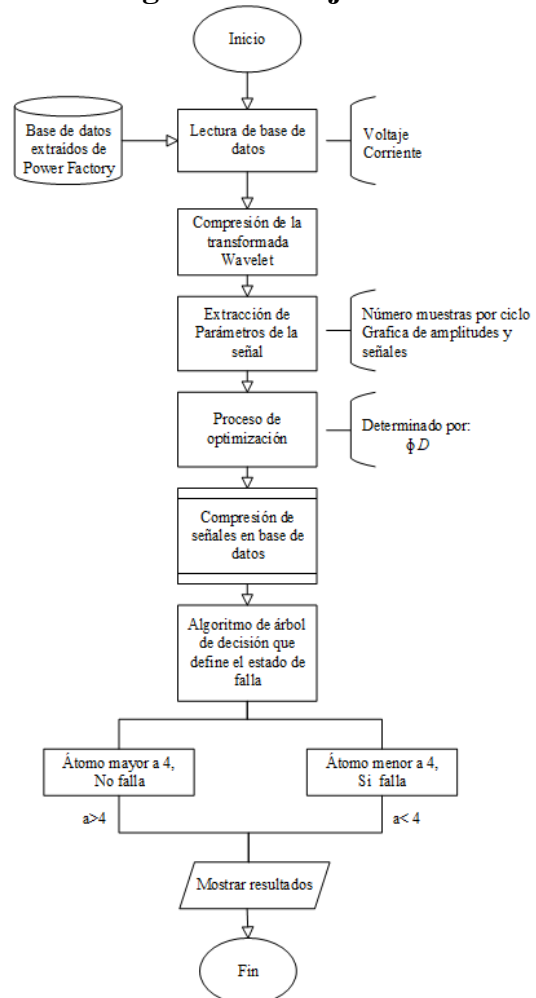 Inicio
Base de datos
extraídos de
Power Factory
Lectura de base de
datos
Voltaje
Corriente
Compresión de la
transformada
Wavelet
Extracción de
Parámetros de la
señal
Número muestras por ciclo
Grafica de amplitudes y
señales
Proceso de
optimización
Determinado por:
ϕD
Compresión de
señales en base de
datos
Algoritmo de árbol
de decisión que
define el estado de
falla
Átomo mayor a 4,
No falla
Átomo menor a 4,
Si falla
a>4
a< 4
Mostrar resultados
Fin